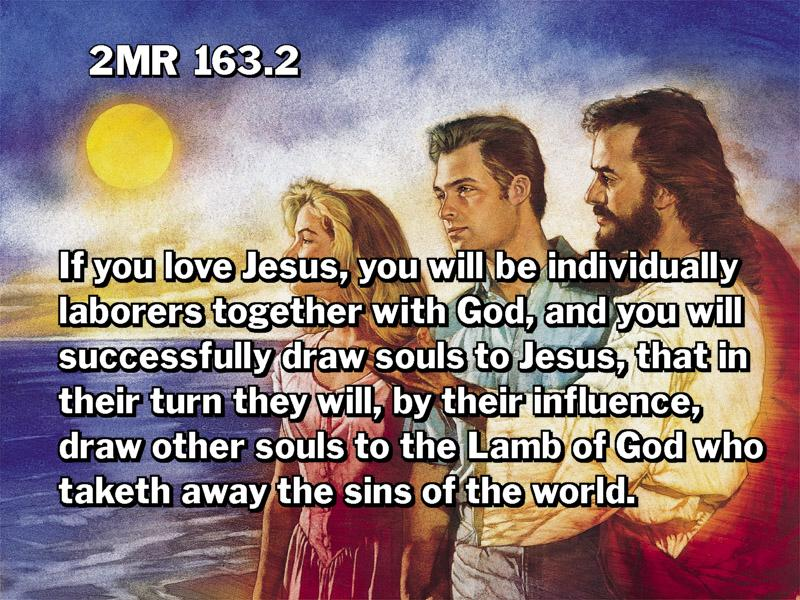 2MR 163.2
If you love Jesus, you will be individually
laborers together with God, and you will
successfully draw souls to Jesus, that in
their turn they will, by their influence,
draw other souls to the Lamb of God who
taketh away the sins of the world.